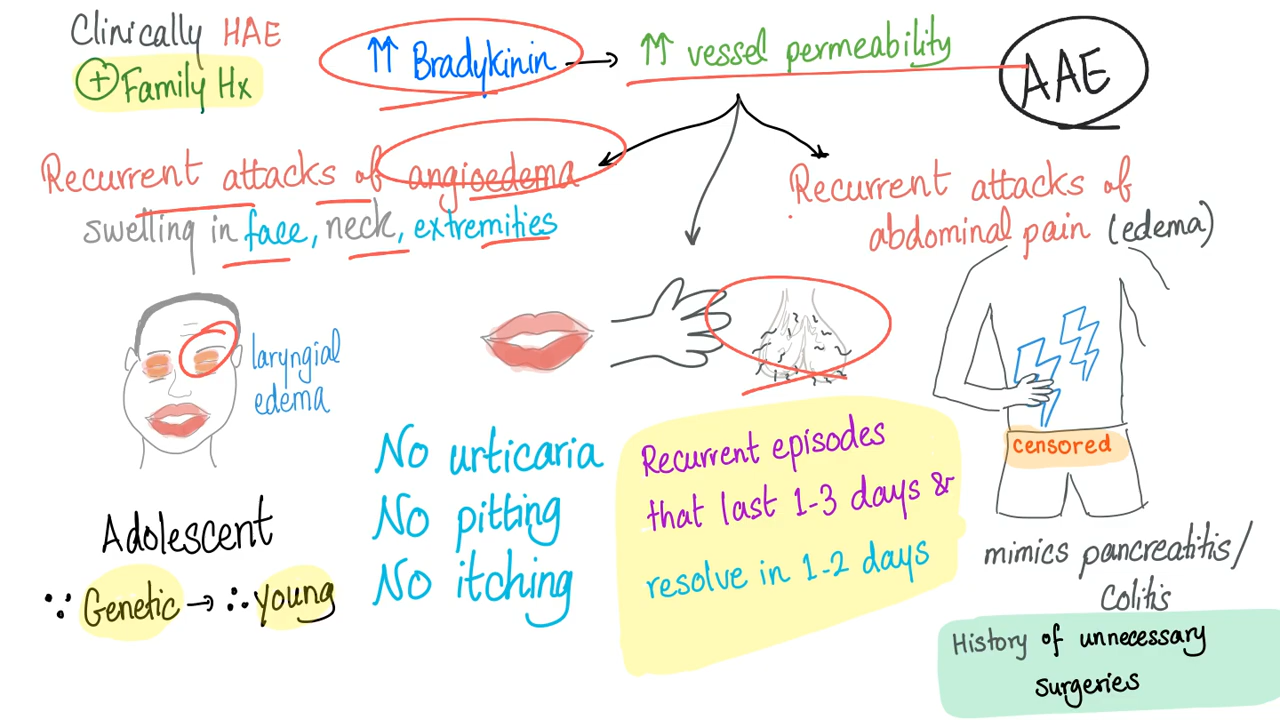 Clinically HAE
+ Family Hx
↑↑ Bradykinin → ↑↑ vessel permeability
AAE
Recurrent attacks of angioedema
swelling in face, neck, extremities
Recurrent attacks of
abdominal pain (edema)
laryngial
edema
censored
No urticaria
No pitting
No itching
Recurrent episodes
that last 1-3 days &
resolve in 1-2 days
Adolescent
∵ Genetic → ∴ young
mimics pancreatitis/
Colitis
History of unnecessary
surgeries